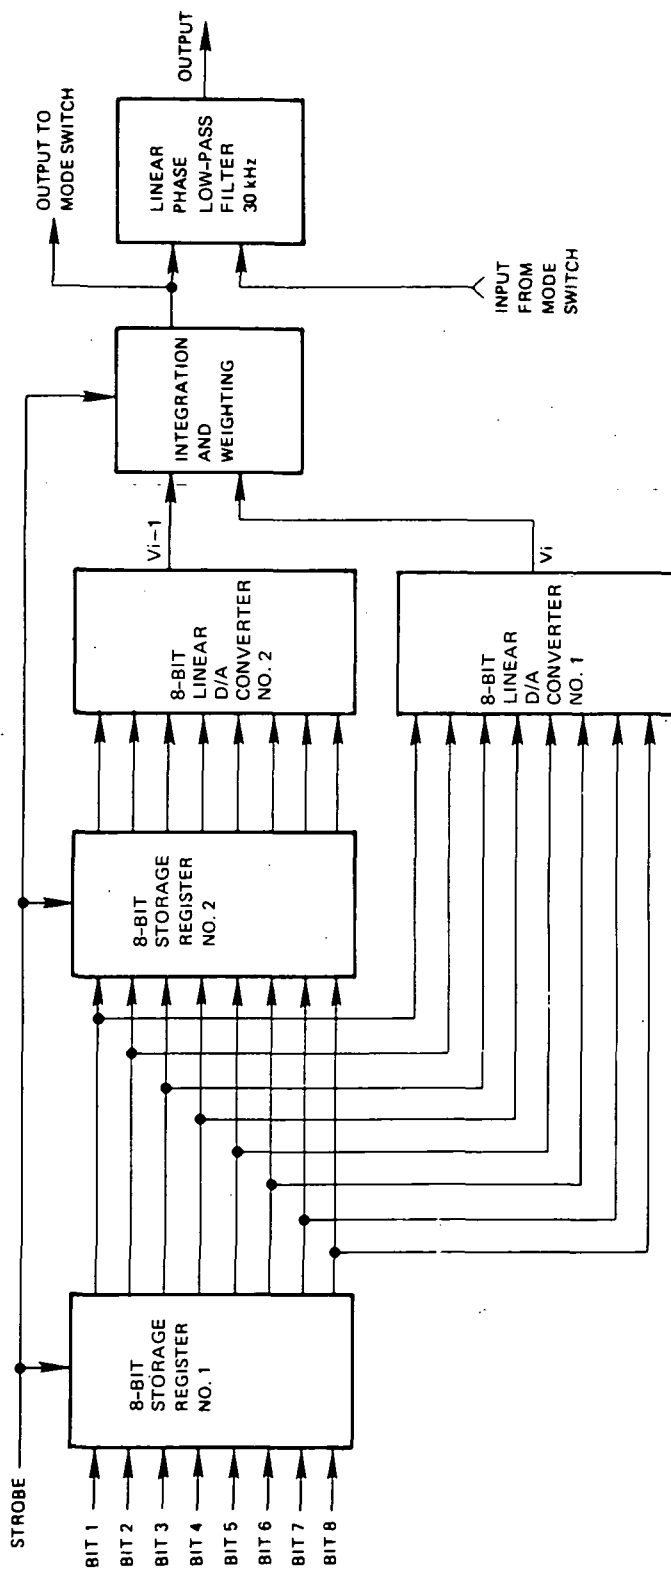 STROBE
BIT 1
BIT 2
BIT 3
BIT 4
BIT 5
BIT 6
BIT 7
BIT 8
8-BIT
STORAGE
REGISTER
NO. 1
8-BIT
STORAGE
REGISTER
NO. 2
8-BIT
LINEAR
D/A
CONVERTER
NO. 2
8-BIT
LINEAR
D/A
CONVERTER
NO. 1
Vi-1
Vi
INTEGRATION
AND
WEIGHTING
OUTPUT TO
MODE SWITCH
LINEAR
PHASE
LOW-PASS
FILTER
30 kHz
OUTPUT
INPUT
FROM
MODE
SWITCH